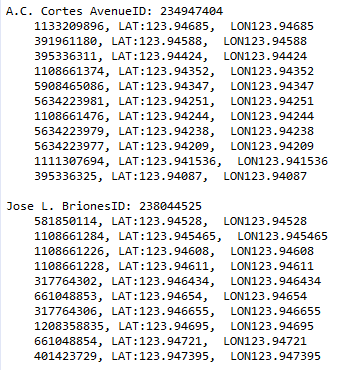 A.C. Cortes AvenueID: 234947404
1133209896, LAT:123.94685,  LON123.94685
391961180, LAT:123.94588,  LON123.94588
395336311, LAT:123.94424,  LON123.94424
1108661374, LAT:123.94352,  LON123.94352
5908465086, LAT:123.94347,  LON123.94347
5634223981, LAT:123.94251,  LON123.94251
1108661476, LAT:123.94244,  LON123.94244
5634223979, LAT:123.94238,  LON123.94238
5634223977, LAT:123.94209,  LON123.94209
1111307694, LAT:123.941536,  LON123.941536
395336325, LAT:123.94087,  LON123.94087
Jose L. BrionesID: 238044525
581850114, LAT:123.94528,  LON123.94528
1108661284, LAT:123.945465,  LON123.945465
1108661226, LAT:123.94608,  LON123.94608
1108661228, LAT:123.94611,  LON123.94611
317764302, LAT:123.946434,  LON123.946434
661048853, LAT:123.94654,  LON123.94654
317764306, LAT:123.946655,  LON123.946655
1208358835, LAT:123.94695,  LON123.94695
661048854, LAT:123.94721,  LON123.94721
401423729, LAT:123.947395,  LON123.947395